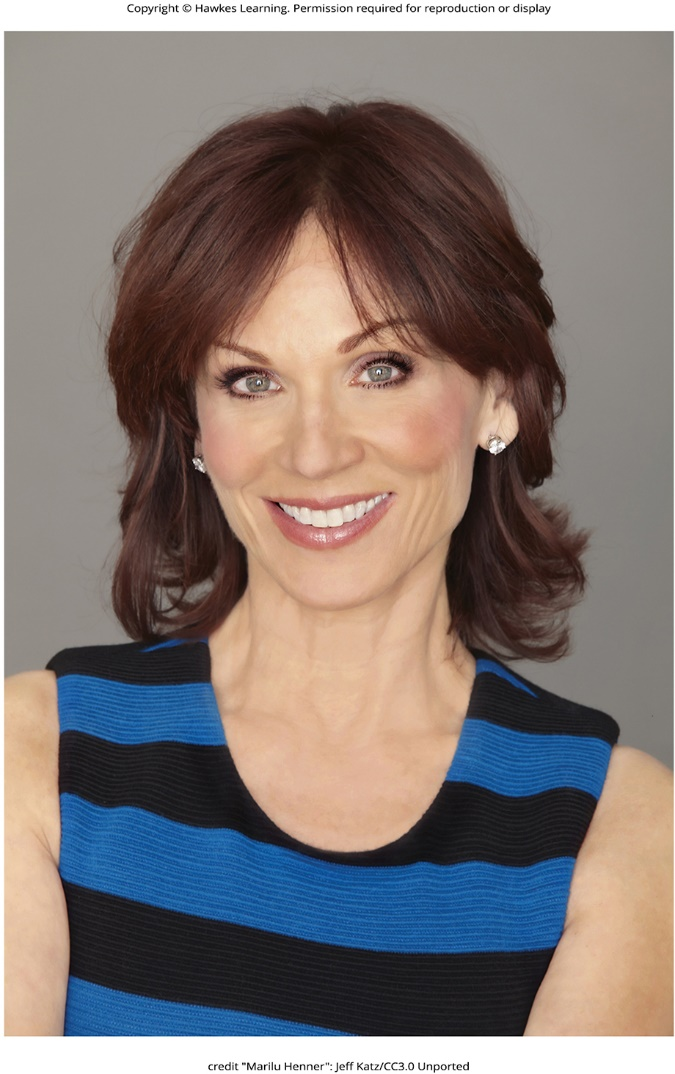 Copyright © Hawkes Learning. Permission required for reproduction or display
credit "Marilu Henner": Jeff Katz/CC3.0 Unported